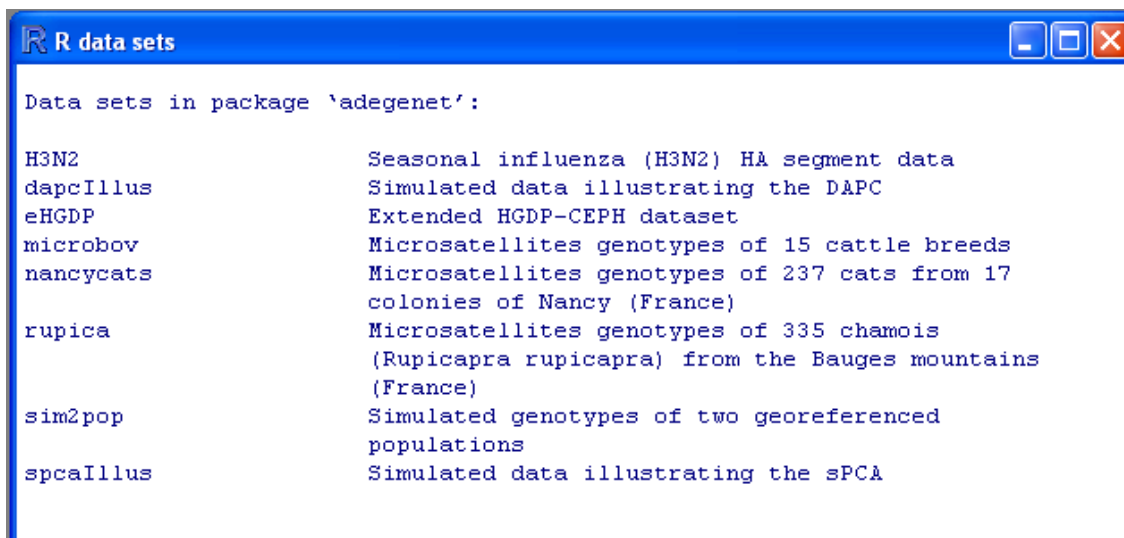 R R data sets
Data sets in package ‘adegenet’:
H3N2 Seasonal influenza (H3N2) HA segment data
dapcIllus Simulated data illustrating the DAPC
eHGDP Extended HGDP-CEPH dataset
microbov Microsatellites genotypes of 15 cattle breeds
nancycats Microsatellites genotypes of 237 cats from 17
colonies of Nancy (France)
rupica Microsatellites genotypes of 335 chamois
(Rupicapra rupicapra) from the Bauges mountains
(France)
sim2pop Simulated genotypes of two georeferenced
populations
spcaIllus Simulated data illustrating the sPCA